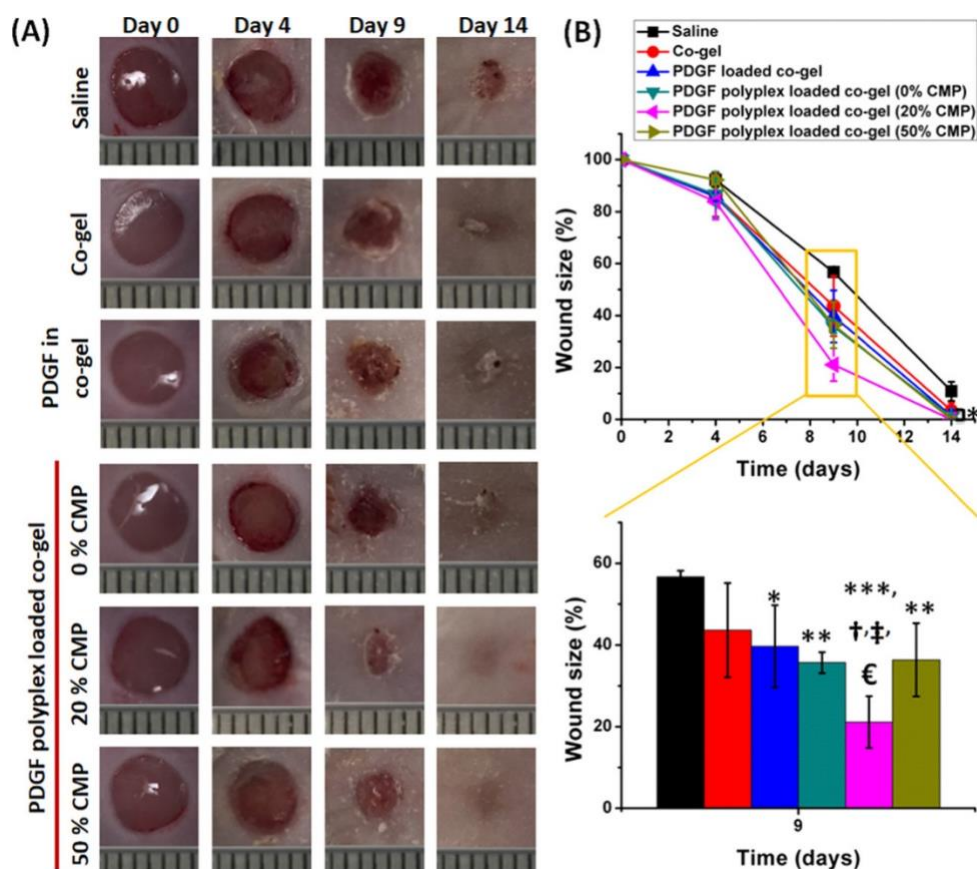 (A)
Day 0 Day 4 Day 9 Day 14
Saline
Co-gel
PDGF in
co-gel
PDGF polyplex loaded co-gel
0 % CMP
20 % CMP
50 % CMP
(B)
Saline
Co-gel
PDGF loaded co-gel
PDGF polyplex loaded co-gel (0% CMP)
PDGF polyplex loaded co-gel (20% CMP)
PDGF polyplex loaded co-gel (50% CMP)
Wound size (%)
100
80
60
40
20
0
*
0 2 4 6 8 10 12 14
Time (days)
Wound size (%)
60
40
20
0
* ** ***, **
†,‡,
€
9
Time (days)